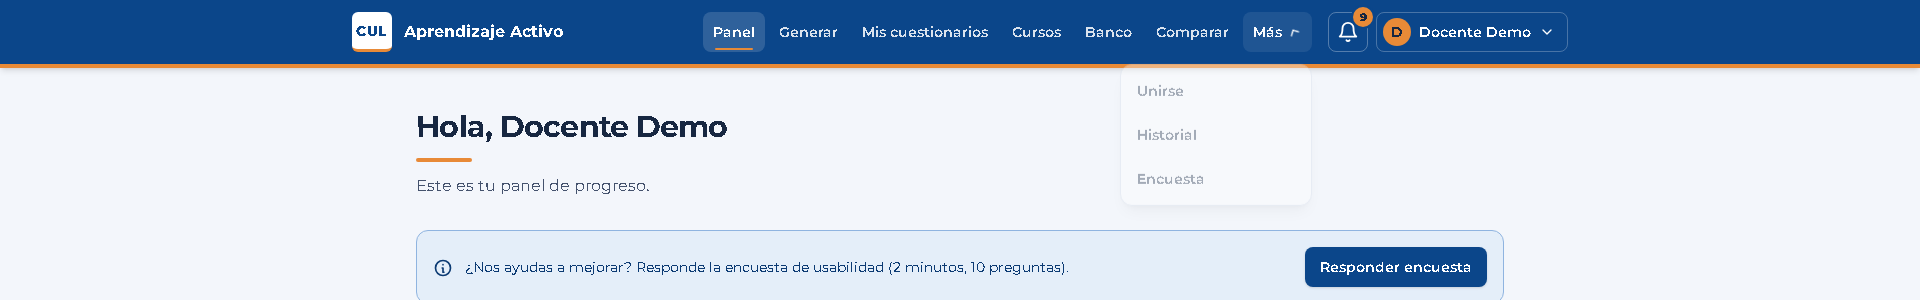 CUL Aprendizaje Activo Panel Generar Mis cuestionarios Cursos Banco Comparar Más 9 D Docente Demo
Unirse
Historial
Encuesta
Hola, Docente Demo
Este es tu panel de progreso.
¿Nos ayudas a mejorar? Responde la encuesta de usabilidad (2 minutos, 10 preguntas). Responder encuesta